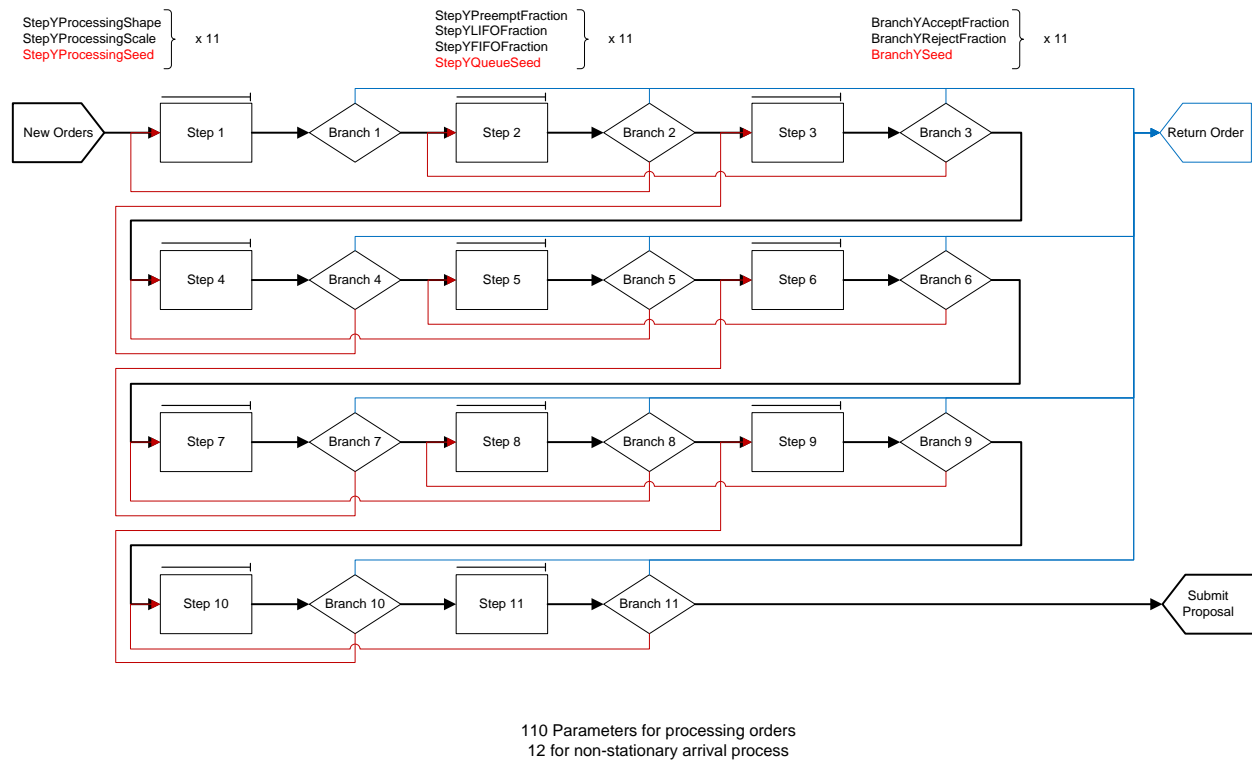 StepYProcessingShape
StepYProcessingScale
StepYProcessingSeed
x 11
StepYPreemptFraction
StepYLIFOFraction
StepYFIFOFraction
StepYQueueSeed
x 11
BranchYAcceptFraction
BranchYRejectFraction
BranchYSeed
x 11
New Orders
Step 1
Branch 1
Step 2
Branch 2
Step 3
Branch 3
Return Order
Step 4
Branch 4
Step 5
Branch 5
Step 6
Branch 6
Step 7
Branch 7
Step 8
Branch 8
Step 9
Branch 9
Step 10
Branch 10
Step 11
Branch 11
Submit
Proposal
110 Parameters for processing orders
12 for non-stationary arrival process